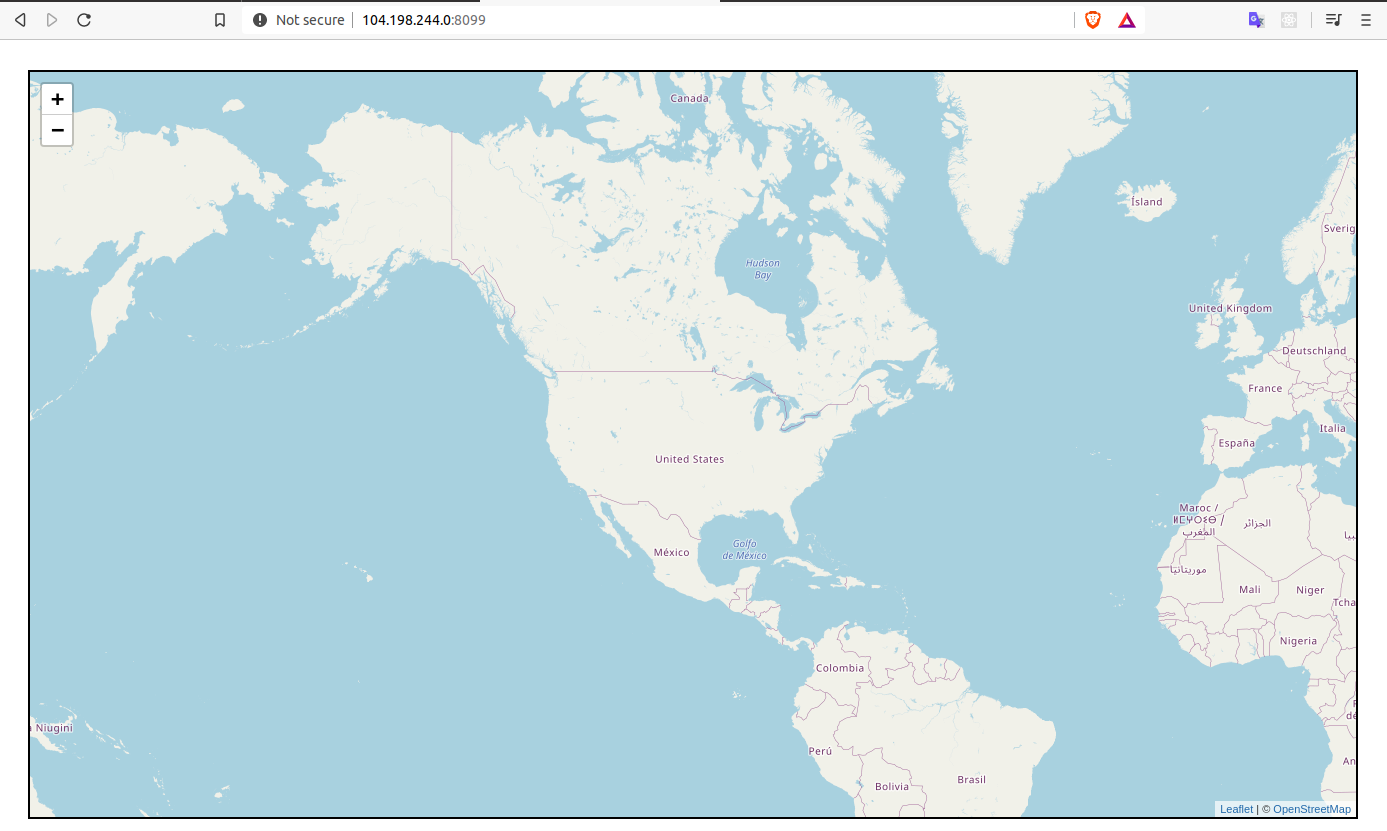 Not secure
104.198.244.0:8099
+
−
Canada
Ísland
Sverig
Hudson
Bay
United Kingdom
Deutschland
France
Italia
España
United States
Maroc /
ⵍⵎⵖⵔⵉⴱ /
المغرب
الجزائر
Golfo
de México
México
موريتانيا
Mali
Niger
Tcha
Nigeria
Colombia
Niugini
Perú
Brasil
Bolivia
An
Leaflet | © OpenStreetMap